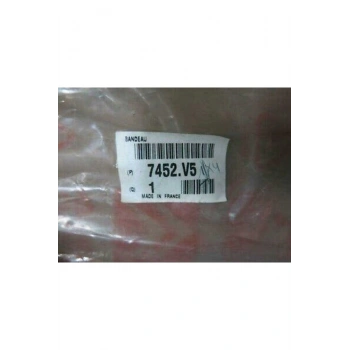 BANDEAU
(P) 7452.V5
(Q) 1
MADE IN FRANCE